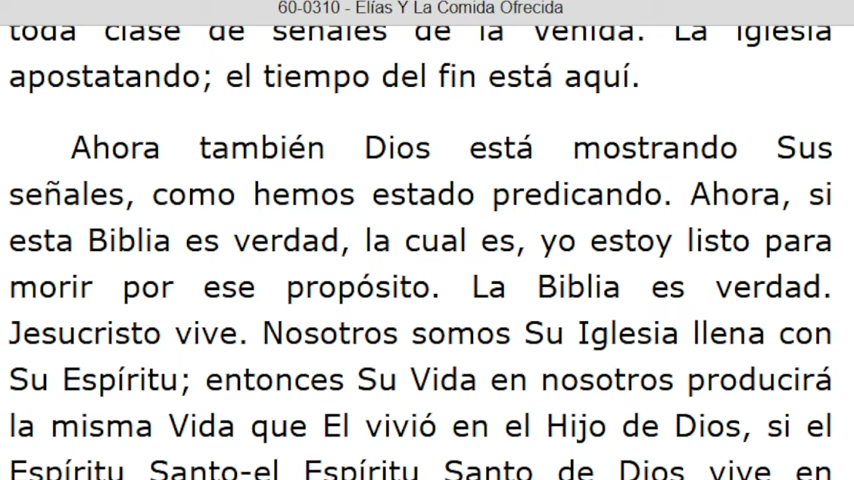 60-0310 - Elías Y La Comida Ofrecida
toda clase de señales de la venida. La iglesia
apostatando; el tiempo del fin está aquí.
Ahora también Dios está mostrando Sus
señales, como hemos estado predicando. Ahora, si
esta Biblia es verdad, la cual es, yo estoy listo para
morir por ese propósito. La Biblia es verdad.
Jesucristo vive. Nosotros somos Su Iglesia llena con
Su Espíritu; entonces Su Vida en nosotros producirá
la misma Vida que El vivió en el Hijo de Dios, si el
Espíritu Santo-el Espíritu Santo de Dios vive en